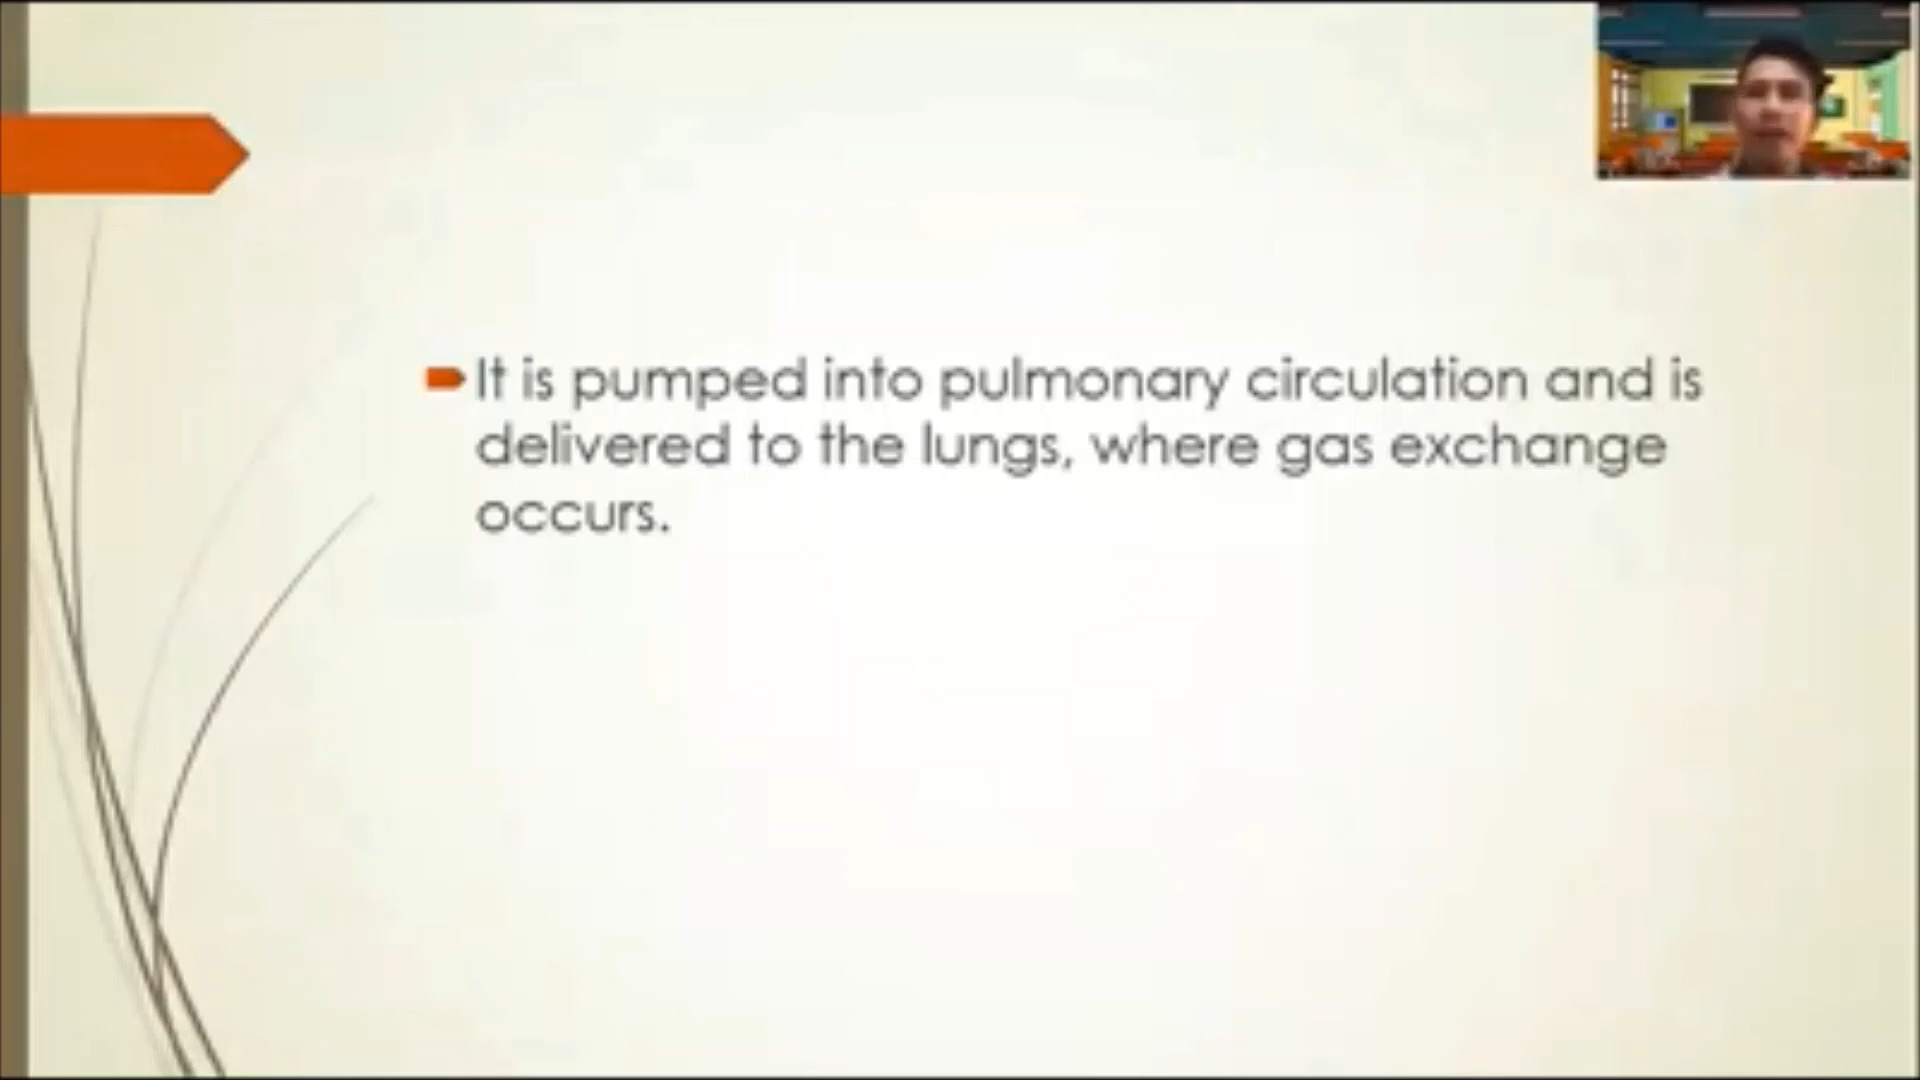 It is pumped into pulmonary circulation and is
delivered to the lungs, where gas exchange
occurs.